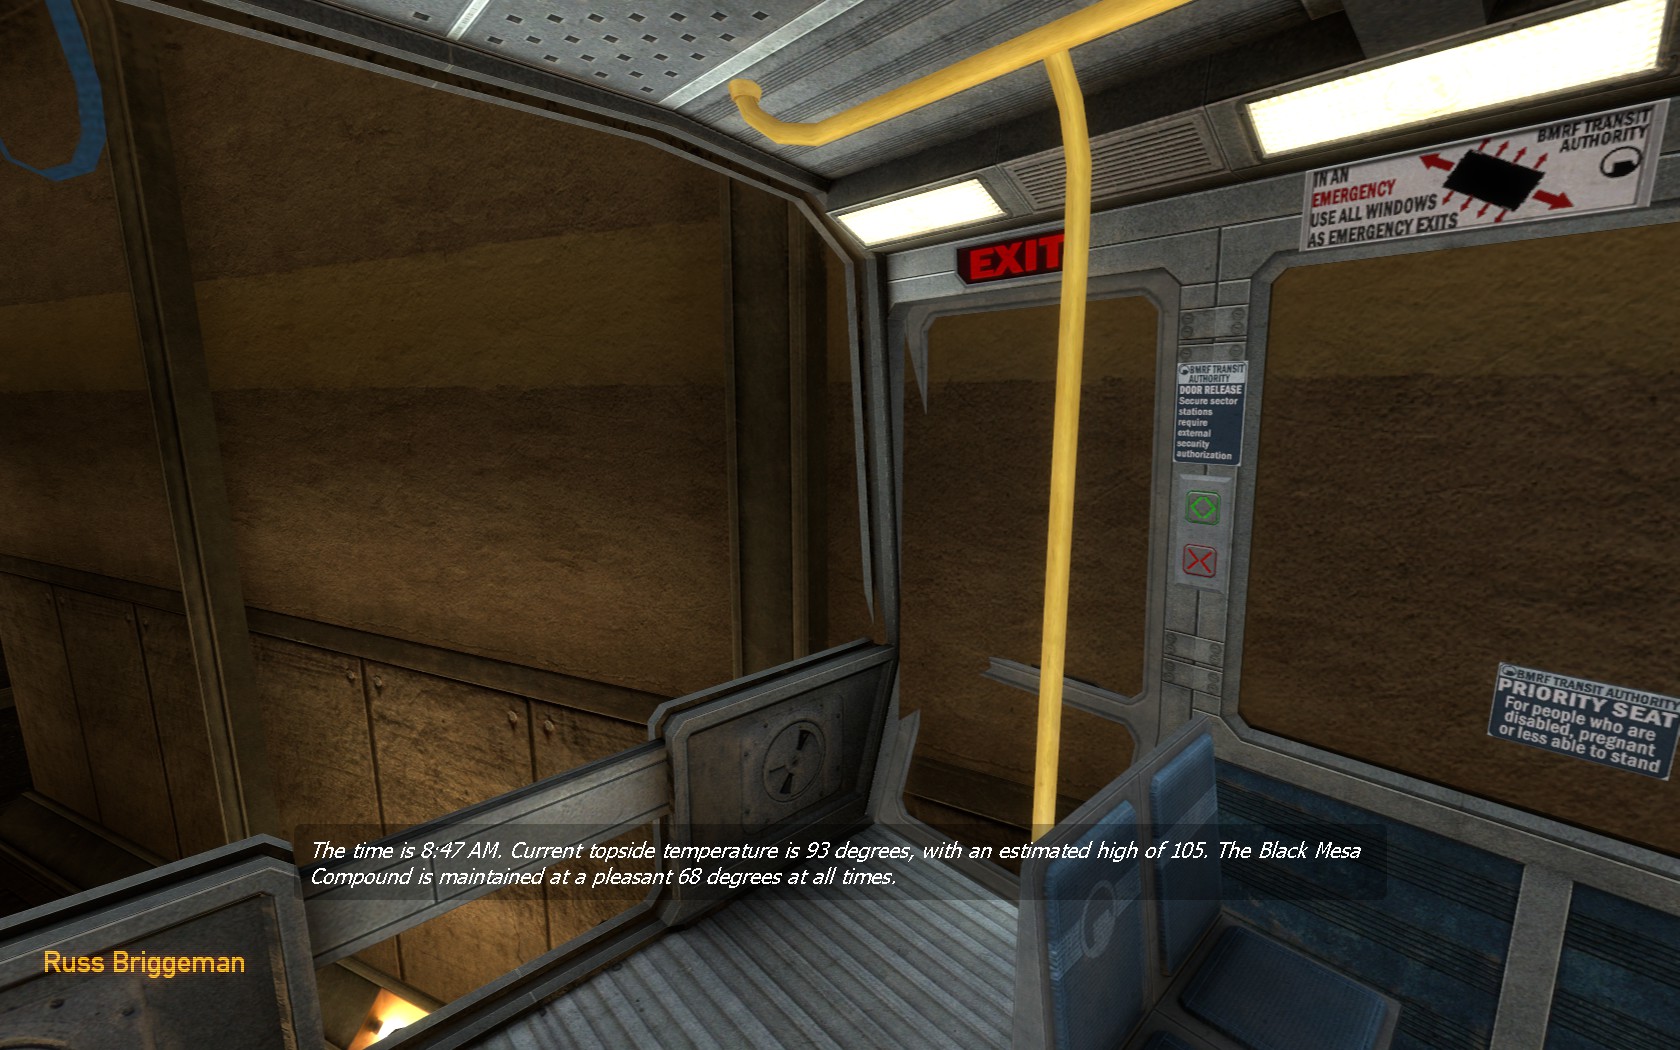 BMRF TRANSIT
AUTHORITY
IN AN
EMERGENCY
USE ALL WINDOWS
AS EMERGENCY EXITS
EXIT
BMRF TRANSIT
AUTHORITY
DOOR RELEASE
Secure sector
stations
require
external
security
authorization
BMRF TRANSIT AUTHORITY
PRIORITY SEAT
For people who are
disabled, pregnant
or less able to stand
The time is 8:47 AM. Current topside temperature is 93 degrees, with an estimated high of 105. The Black Mesa
Compound is maintained at a pleasant 68 degrees at all times.
Russ Briggeman